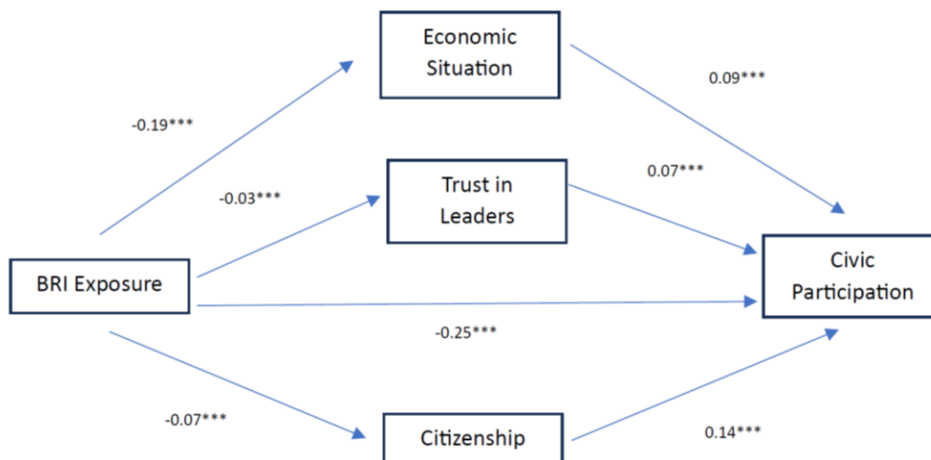 Economic
Situation
0.09***
-0.19***
Trust in
Leaders
0.07***
-0.03***
BRI Exposure
Civic
Participation
-0.25***
-0.07***
Citizenship
0.14***